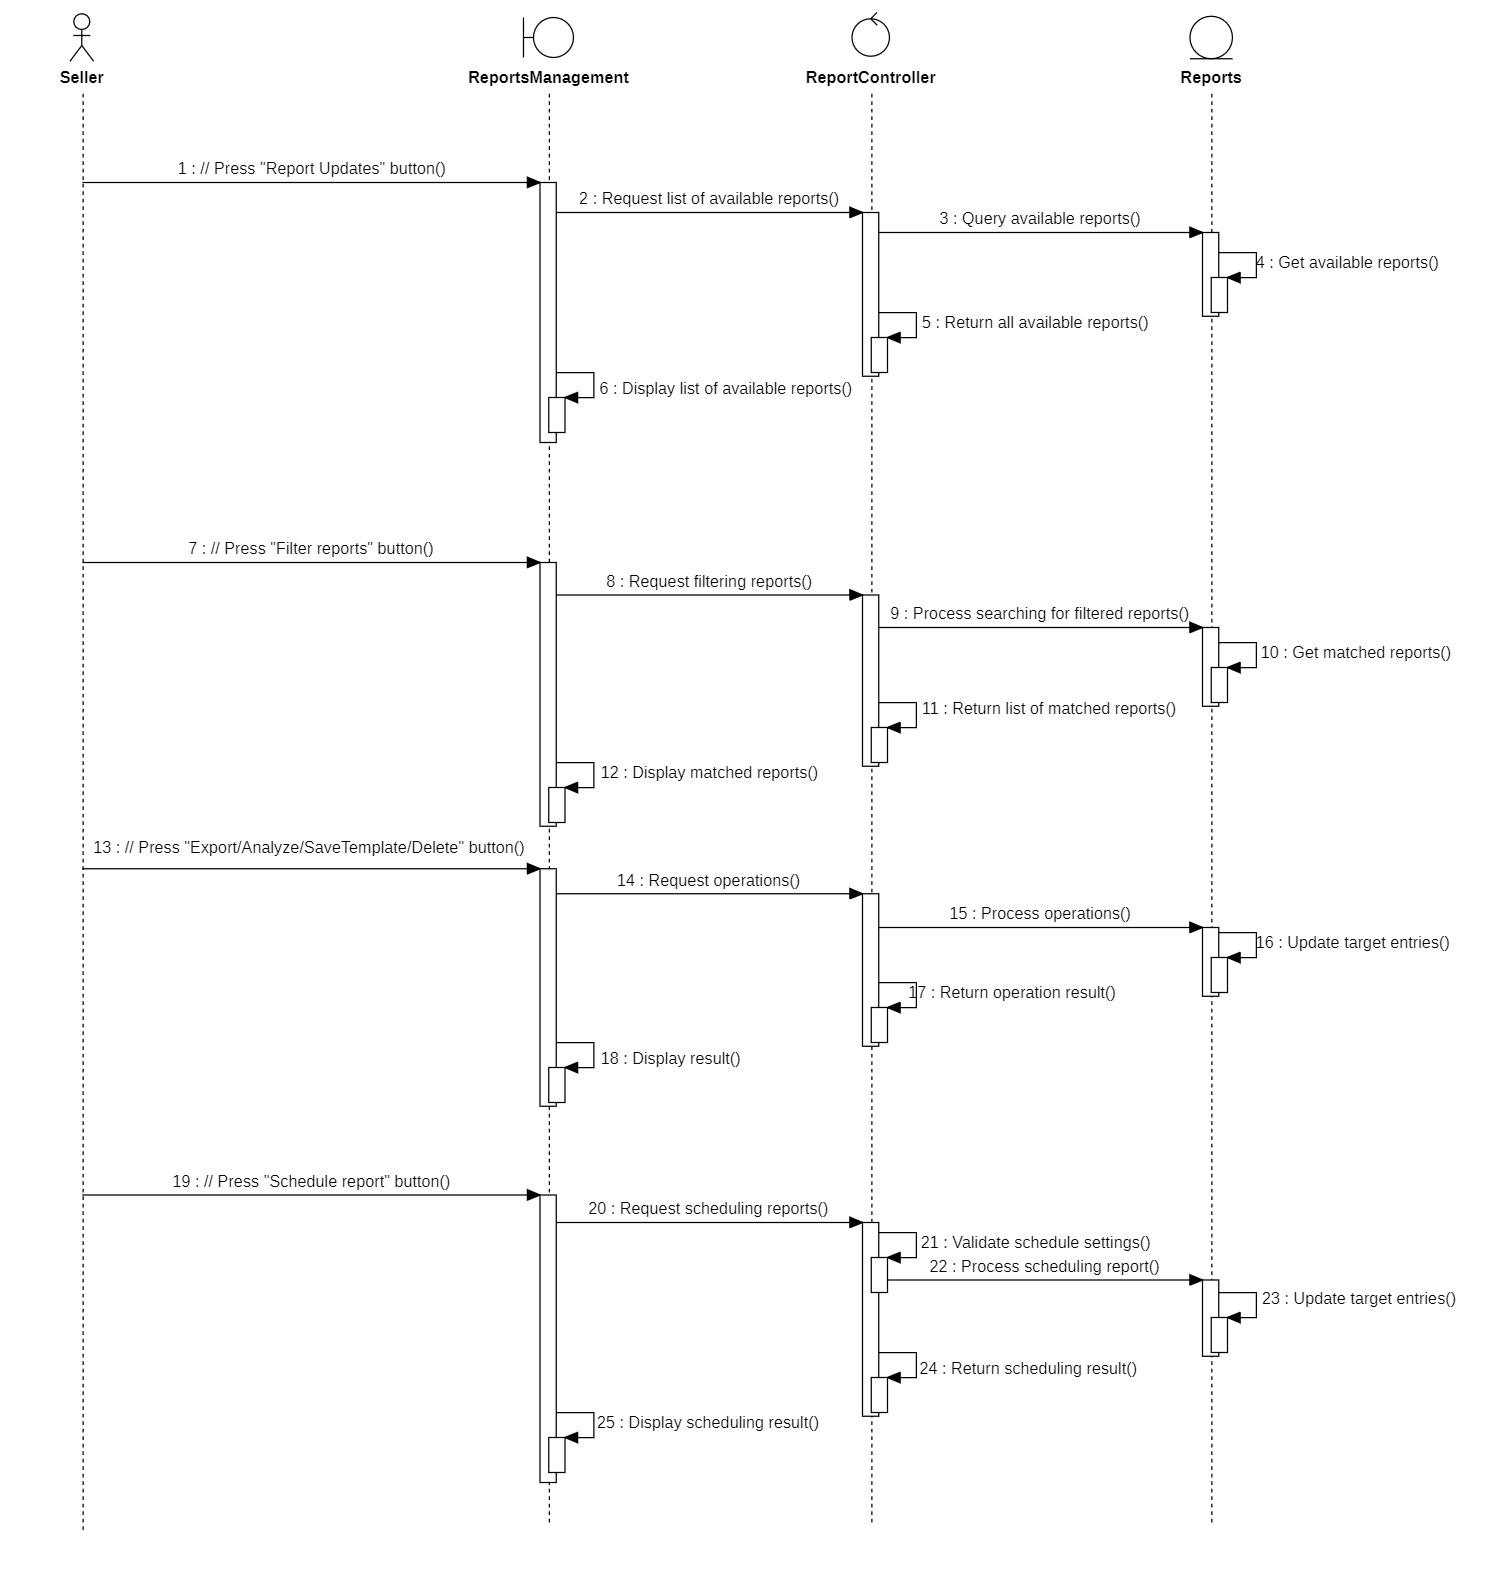 Seller
ReportsManagement
ReportController
Reports
1 : // Press "Report Updates" button()
2 : Request list of available reports()
3 : Query available reports()
4 : Get available reports()
5 : Return all available reports()
6 : Display list of available reports()
7 : // Press "Filter reports" button()
8 : Request filtering reports()
9 : Process searching for filtered reports()
10 : Get matched reports()
11 : Return list of matched reports()
12 : Display matched reports()
13 : // Press "Export/Analyze/SaveTemplate/Delete" button()
14 : Request operations()
15 : Process operations()
16 : Update target entries()
17 : Return operation result()
18 : Display result()
19 : // Press "Schedule report" button()
20 : Request scheduling reports()
21 : Validate schedule settings()
22 : Process scheduling report()
23 : Update target entries()
24 : Return scheduling result()
25 : Display scheduling result()